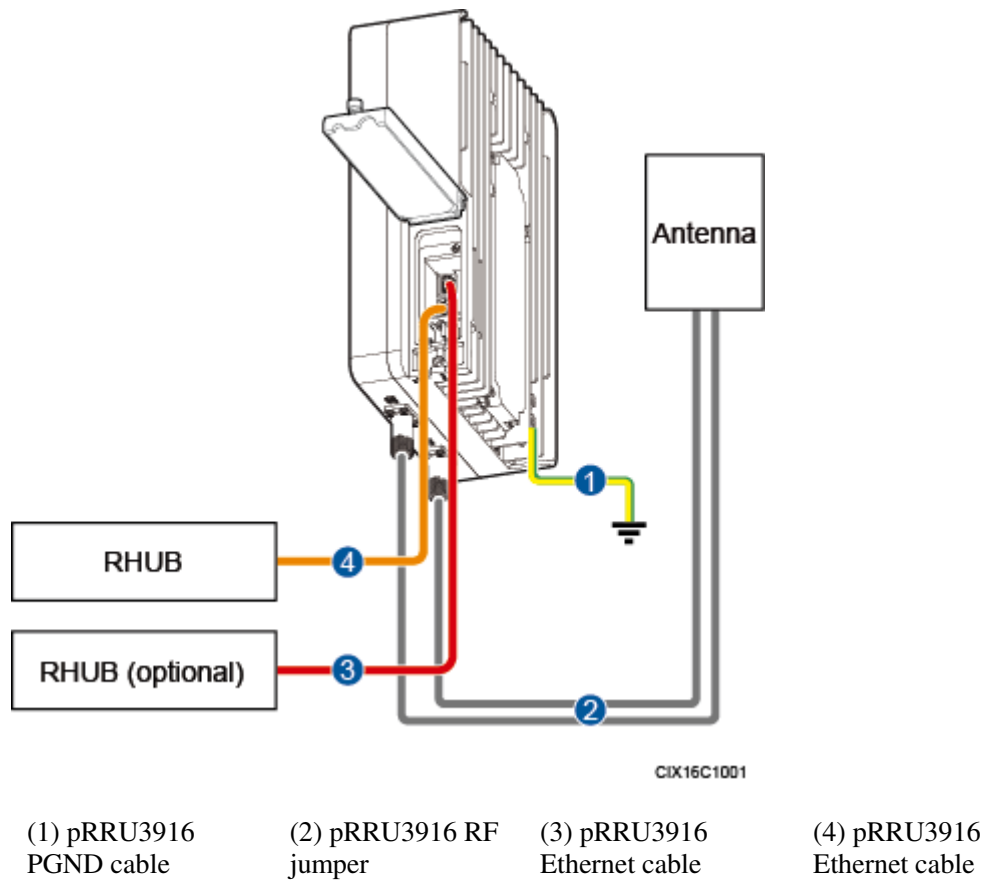 Antenna
1
RHUB
4
RHUB (optional)
3
2
CIX16C1001
(1) pRRU3916 PGND cable
(2) pRRU3916 RF jumper
(3) pRRU3916 Ethernet cable
(4) pRRU3916 Ethernet cable